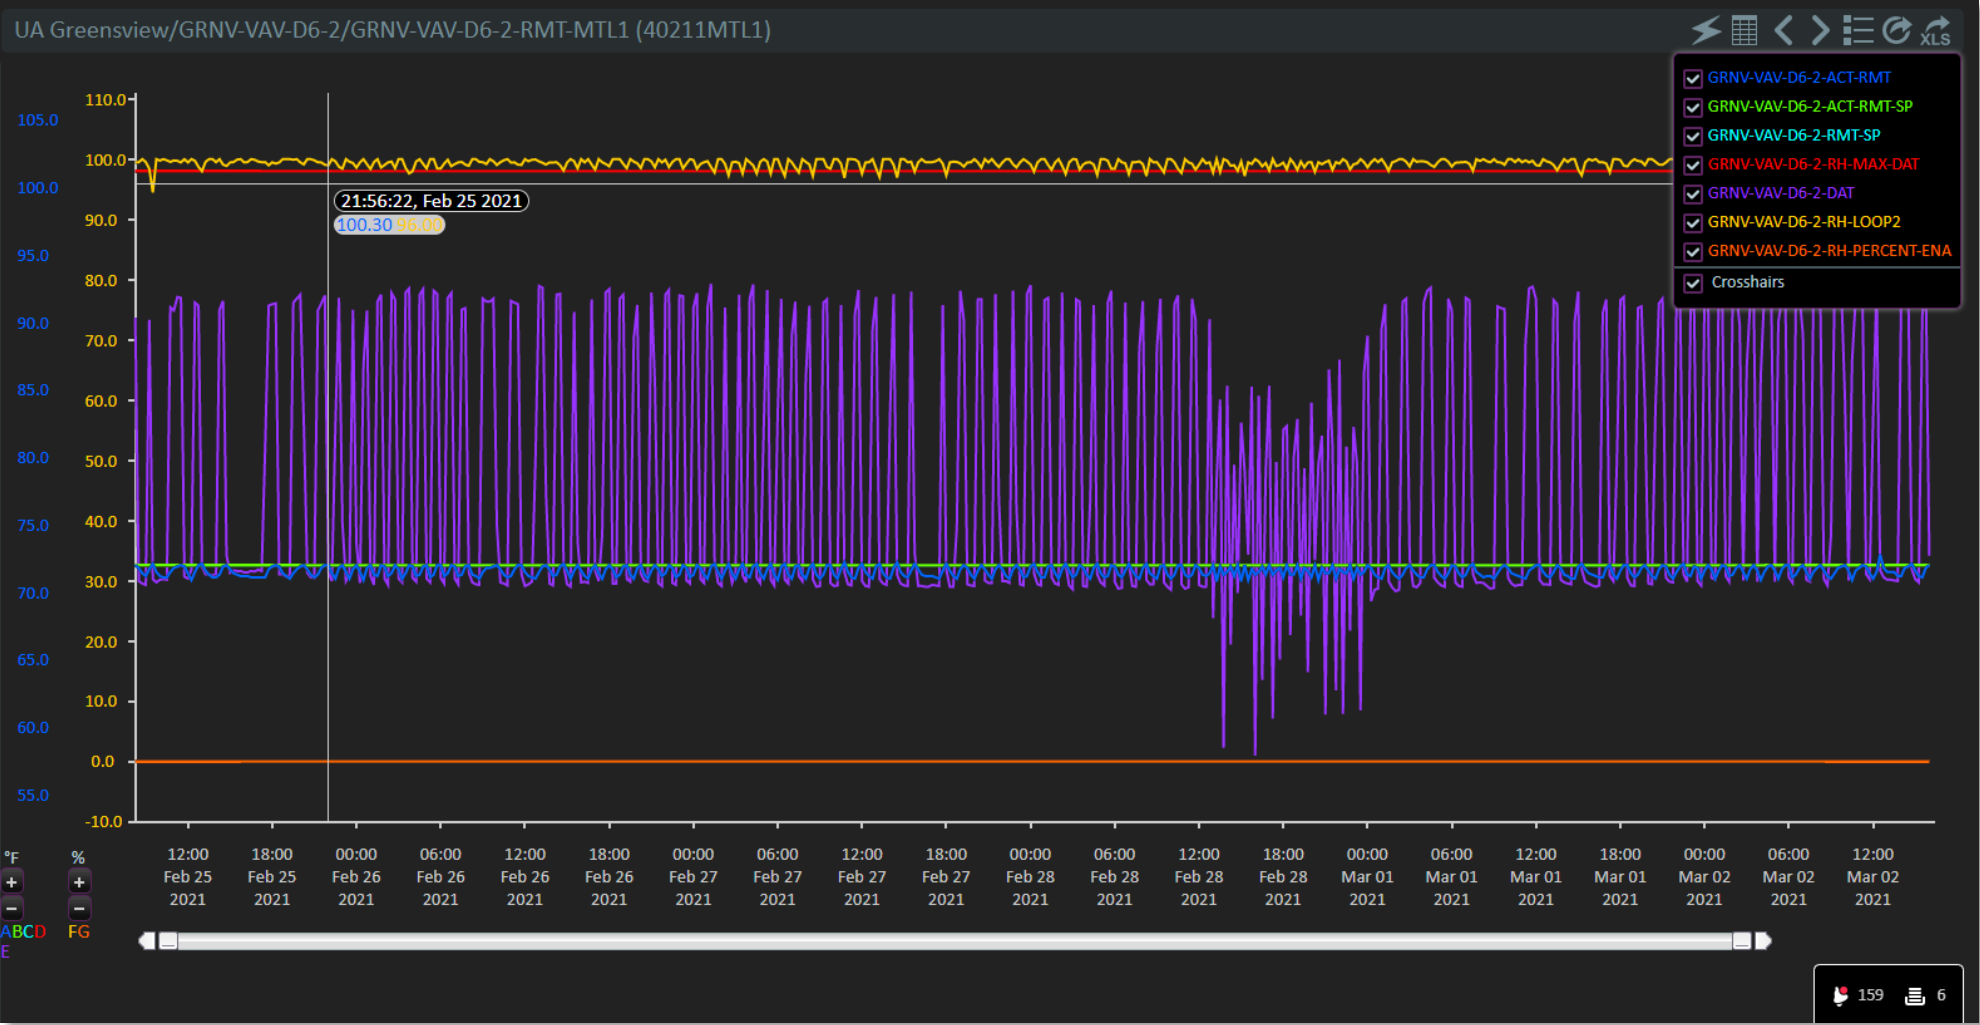 UA Greensview/GRNV-VAV-D6-2/GRNV-VAV-D6-2-RMT-MTL1 (40211MTL1)
XLS
GRNV-VAV-D6-2-ACT-RMT
GRNV-VAV-D6-2-ACT-RMT-SP
GRNV-VAV-D6-2-RMT-SP
GRNV-VAV-D6-2-RH-MAX-DAT
GRNV-VAV-D6-2-DAT
GRNV-VAV-D6-2-RH-LOOP2
GRNV-VAV-D6-2-RH-PERCENT-ENA
Crosshairs
105.0
100.0
95.0
90.0
85.0
80.0
75.0
70.0
65.0
60.0
55.0
110.0
100.0
90.0
80.0
70.0
60.0
50.0
40.0
30.0
20.0
10.0
0.0
-10.0
21:56:22, Feb 25 2021
100.30 96.00
12:00 18:00 00:00 06:00 12:00 18:00 00:00 06:00 12:00 18:00 00:00 06:00 12:00 18:00 00:00 06:00 12:00 18:00 00:00 06:00 12:00
Feb 25 Feb 25 Feb 26 Feb 26 Feb 26 Feb 26 Feb 27 Feb 27 Feb 27 Feb 27 Feb 28 Feb 28 Feb 28 Feb 28 Mar 01 Mar 01 Mar 01 Mar 01 Mar 02 Mar 02 Mar 02
2021 2021 2021 2021 2021 2021 2021 2021 2021 2021 2021 2021 2021 2021 2021 2021 2021 2021 2021 2021 2021
°F %
+ +
− −
ABCD FG
E
159 6